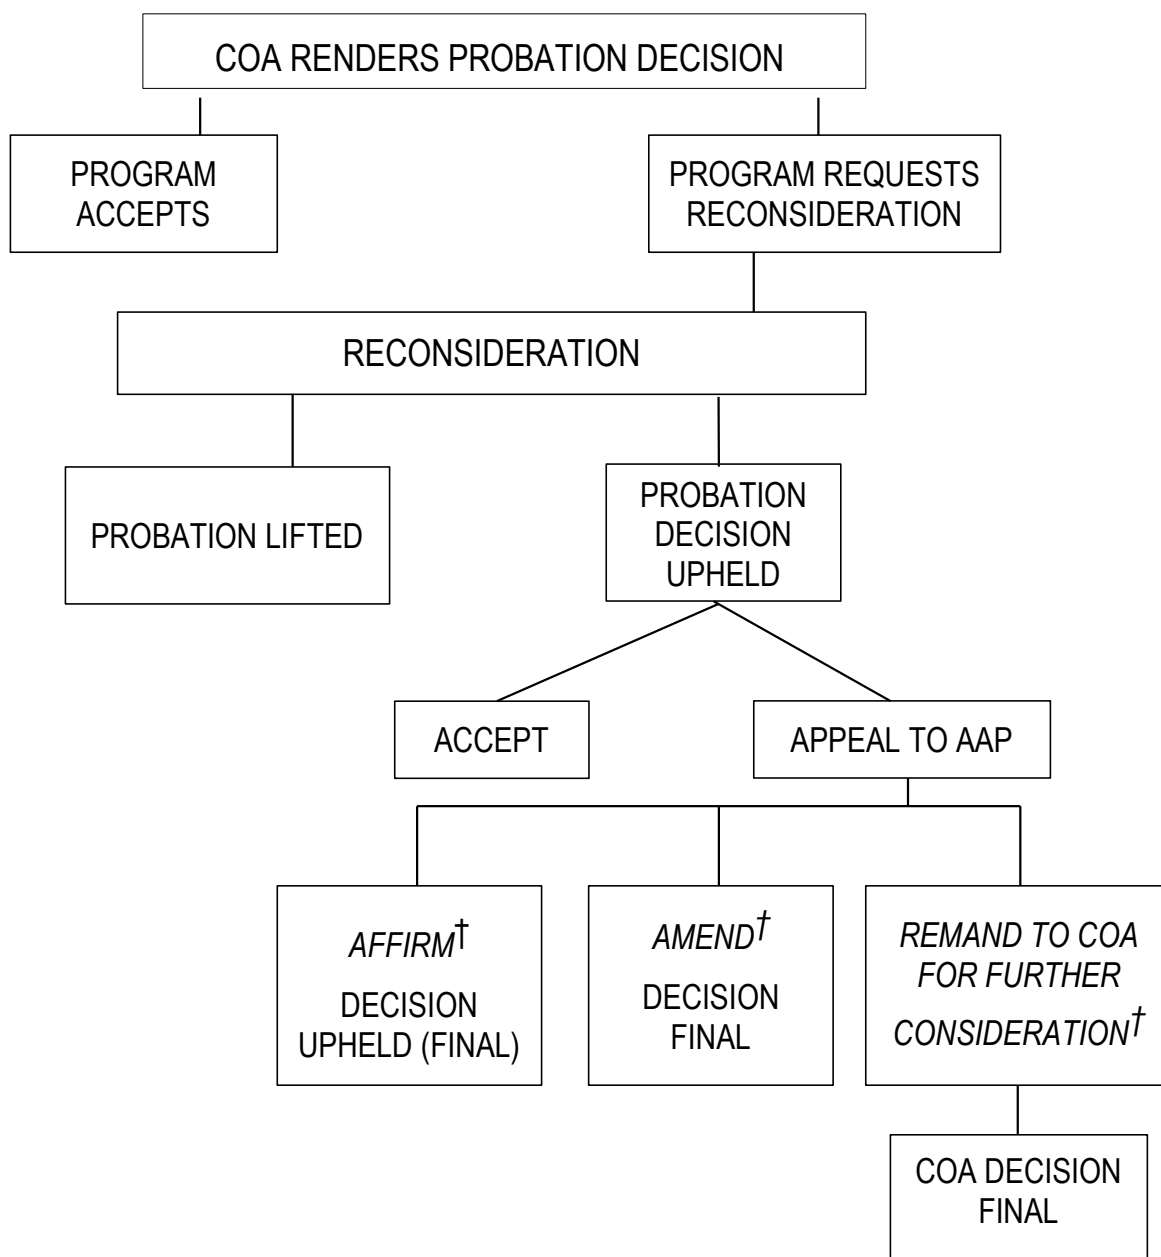 COA RENDERS PROBATION DECISION
PROGRAM
ACCEPTS
PROGRAM REQUESTS
RECONSIDERATION
RECONSIDERATION
PROBATION LIFTED
PROBATION
DECISION
UPHELD
ACCEPT
APPEAL TO AAP
AFFIRM†
DECISION
UPHELD (FINAL)
AMEND†
DECISION
FINAL
REMAND TO COA
FOR FURTHER
CONSIDERATION†
COA DECISION
FINAL